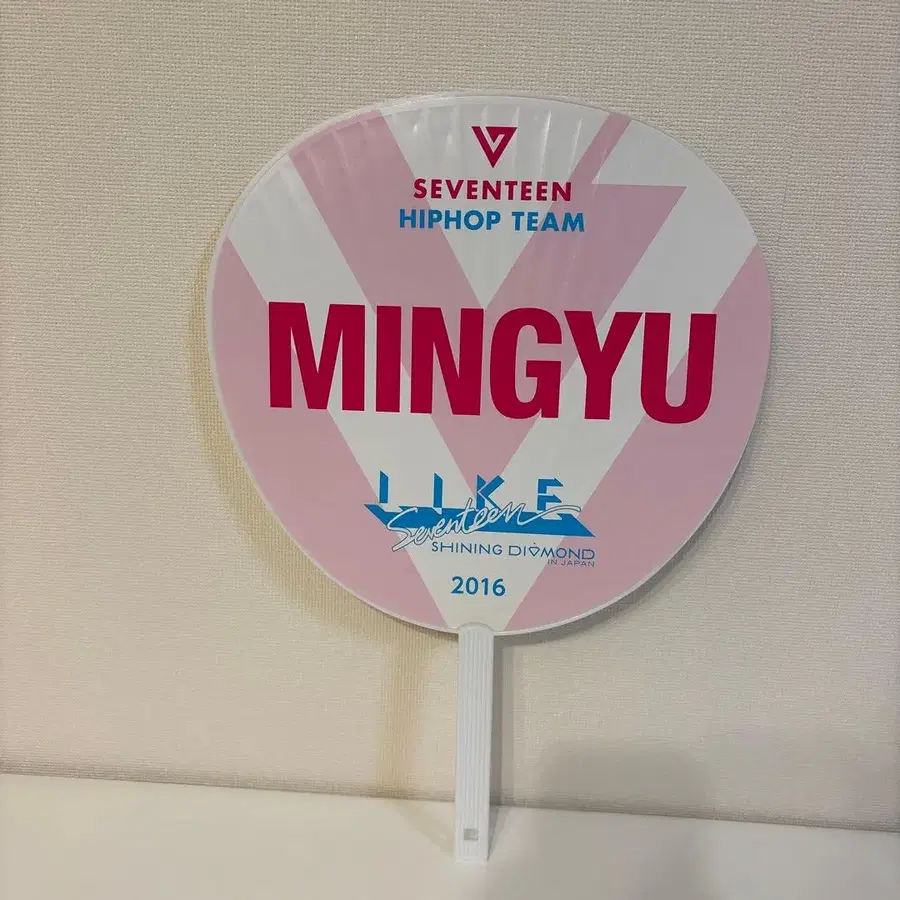 SEVENTEEN
HIPHOP TEAM
MINGYU
LIKE
Seventeen
SHINING DIAMOND
IN JAPAN
2016